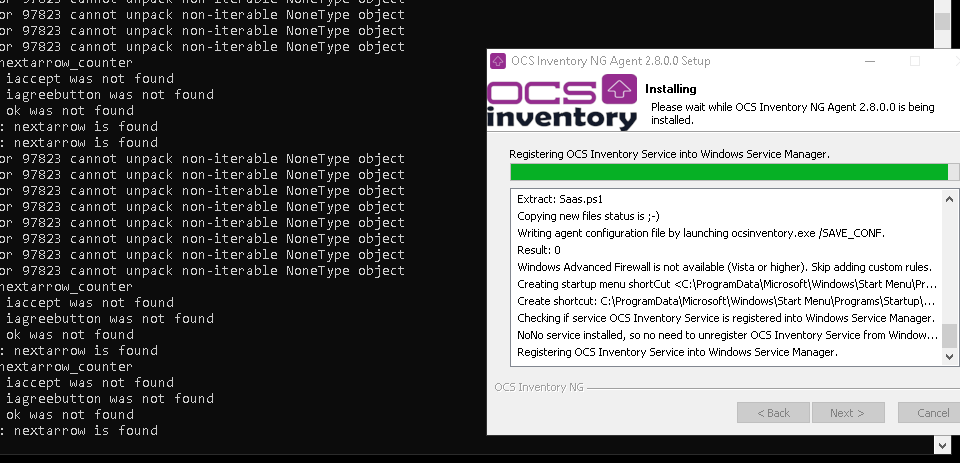 or 97823 cannot unpack non-iterable NoneType object
or 97823 cannot unpack non-iterable NoneType object
or 97823 cannot unpack non-iterable NoneType object
nextarrow_counter
iaccept was not found
iagreebutton was not found
ok was not found
: nextarrow is found
: nextarrow is found
or 97823 cannot unpack non-iterable NoneType object
or 97823 cannot unpack non-iterable NoneType object
or 97823 cannot unpack non-iterable NoneType object
or 97823 cannot unpack non-iterable NoneType object
or 97823 cannot unpack non-iterable NoneType object
or 97823 cannot unpack non-iterable NoneType object
or 97823 cannot unpack non-iterable NoneType object
or 97823 cannot unpack non-iterable NoneType object
nextarrow_counter
iaccept was not found
iagreebutton was not found
ok was not found
: nextarrow is found
nextarrow_counter
iaccept was not found
iagreebutton was not found
ok was not found
: nextarrow is found
OCS Inventory NG Agent 2.8.0.0 Setup
OCS
inventory
Installing
Please wait while OCS Inventory NG Agent 2.8.0.0 is being
installed.
Registering OCS Inventory Service into Windows Service Manager.
Extract: Saas.ps1
Copying new files status is ;-)
Writing agent configuration file by launching ocsinventory.exe /SAVE_CONF.
Result: 0
Windows Advanced Firewall is not available (Vista or higher). Skip adding custom rules.
Creating startup menu shortCut <C:\ProgramData\Microsoft\Windows\Start Menu\Pr...
Create shortcut: C:\ProgramData\Microsoft\Windows\Start Menu\Programs\Startup\...
Checking if service OCS Inventory Service is registered into Windows Service Manager.
NoNo service installed, so no need to unregister OCS Inventory Service from Window...
Registering OCS Inventory Service into Windows Service Manager.
OCS Inventory NG
< Back
Next >
Cancel